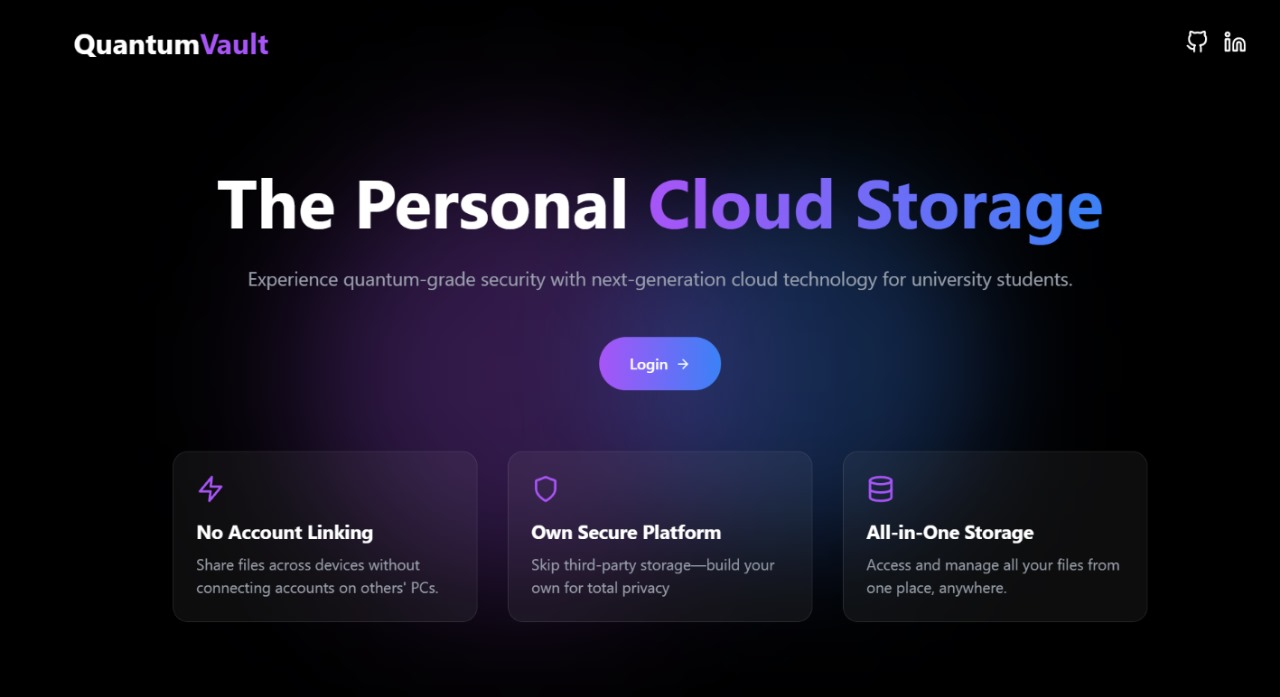 QuantumVault
The Personal Cloud Storage
Experience quantum-grade security with next-generation cloud technology for university students.
Login →
No Account Linking
Share files across devices without
connecting accounts on others' PCs.
Own Secure Platform
Skip third-party storage—build your
own for total privacy
All-in-One Storage
Access and manage all your files from
one place, anywhere.